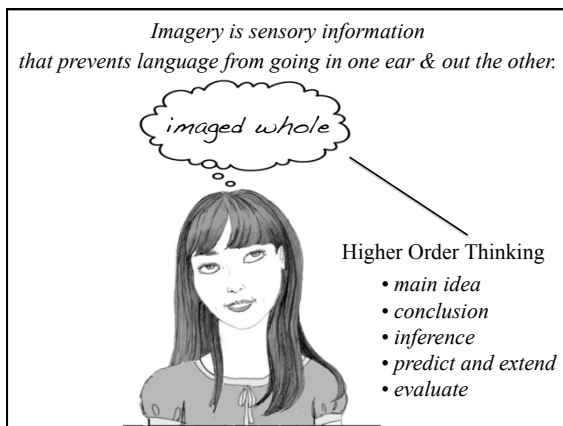 Imagery is sensory information
that prevents language from going in one ear & out the other.
imaged whole
Higher Order Thinking
• main idea
• conclusion
• inference
• predict and extend
• evaluate